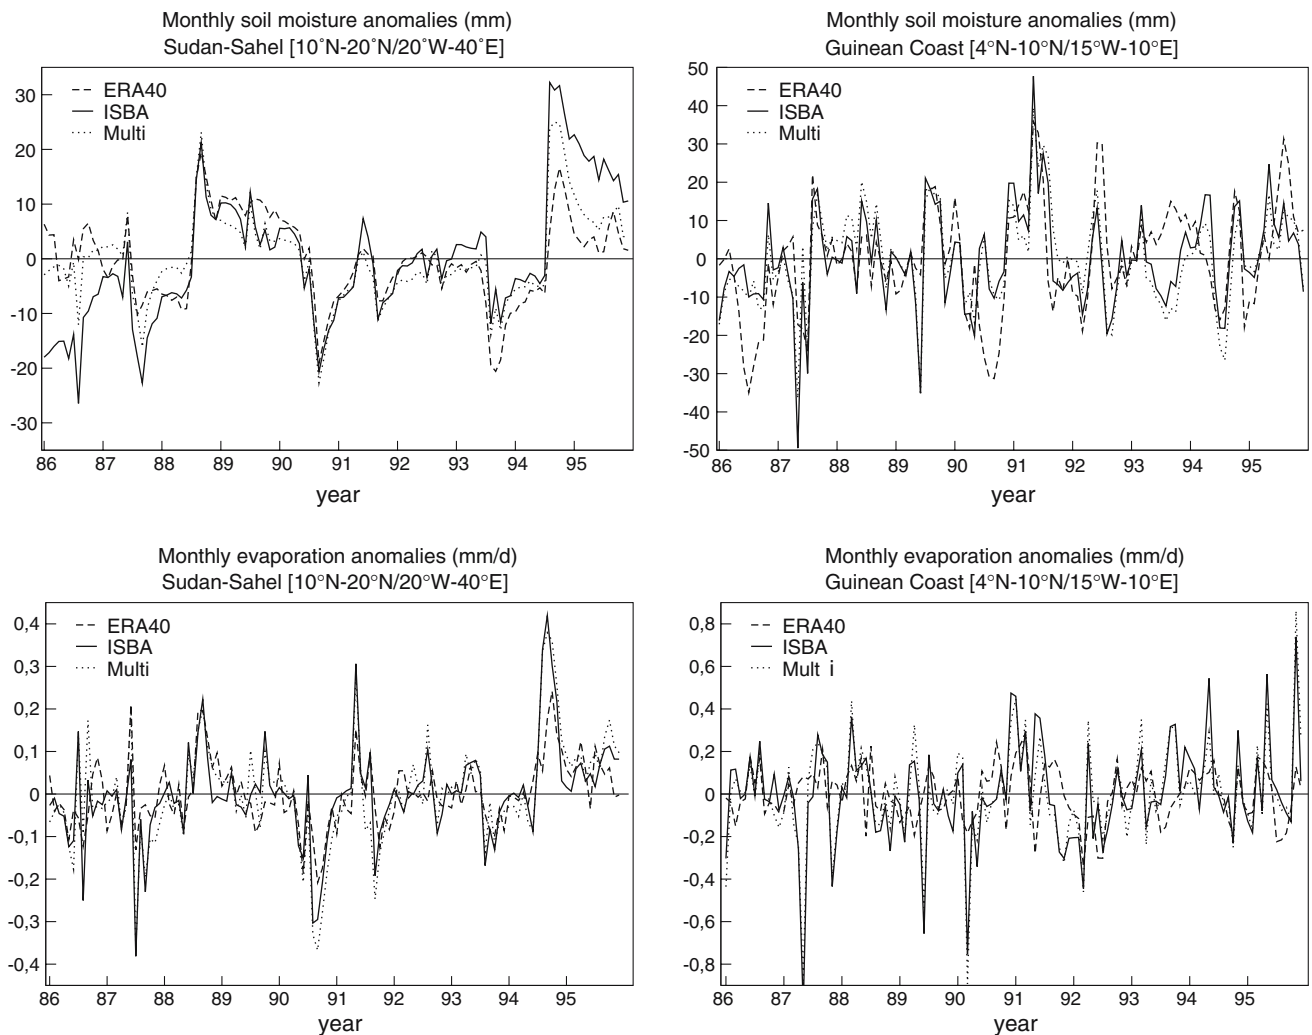 Monthly soil moisture anomalies (mm)
Sudan-Sahel [10°N-20°N/20°W-40°E]
30
20
10
0
-10
-20
-30
ERA40
ISBA
Multi
86 87 88 89 90 91 92 93 94 95
year
Monthly soil moisture anomalies (mm)
Guinean Coast [4°N-10°N/15°W-10°E]
50
40
30
20
10
0
-10
-20
-30
-40
-50
ERA40
ISBA
Multi
86 87 88 89 90 91 92 93 94 95
year
Monthly evaporation anomalies (mm/d)
Sudan-Sahel [10°N-20°N/20°W-40°E]
0,4
0,3
0,2
0,1
0
-0,1
-0,2
-0,3
-0,4
ERA40
ISBA
Multi
86 87 88 89 90 91 92 93 94 95
year
Monthly evaporation anomalies (mm/d)
Guinean Coast [4°N-10°N/15°W-10°E]
0,8
0,6
0,4
0,2
0
-0,2
-0,4
-0,6
-0,8
ERA40
ISBA
Mult i
86 87 88 89 90 91 92 93 94 95
year